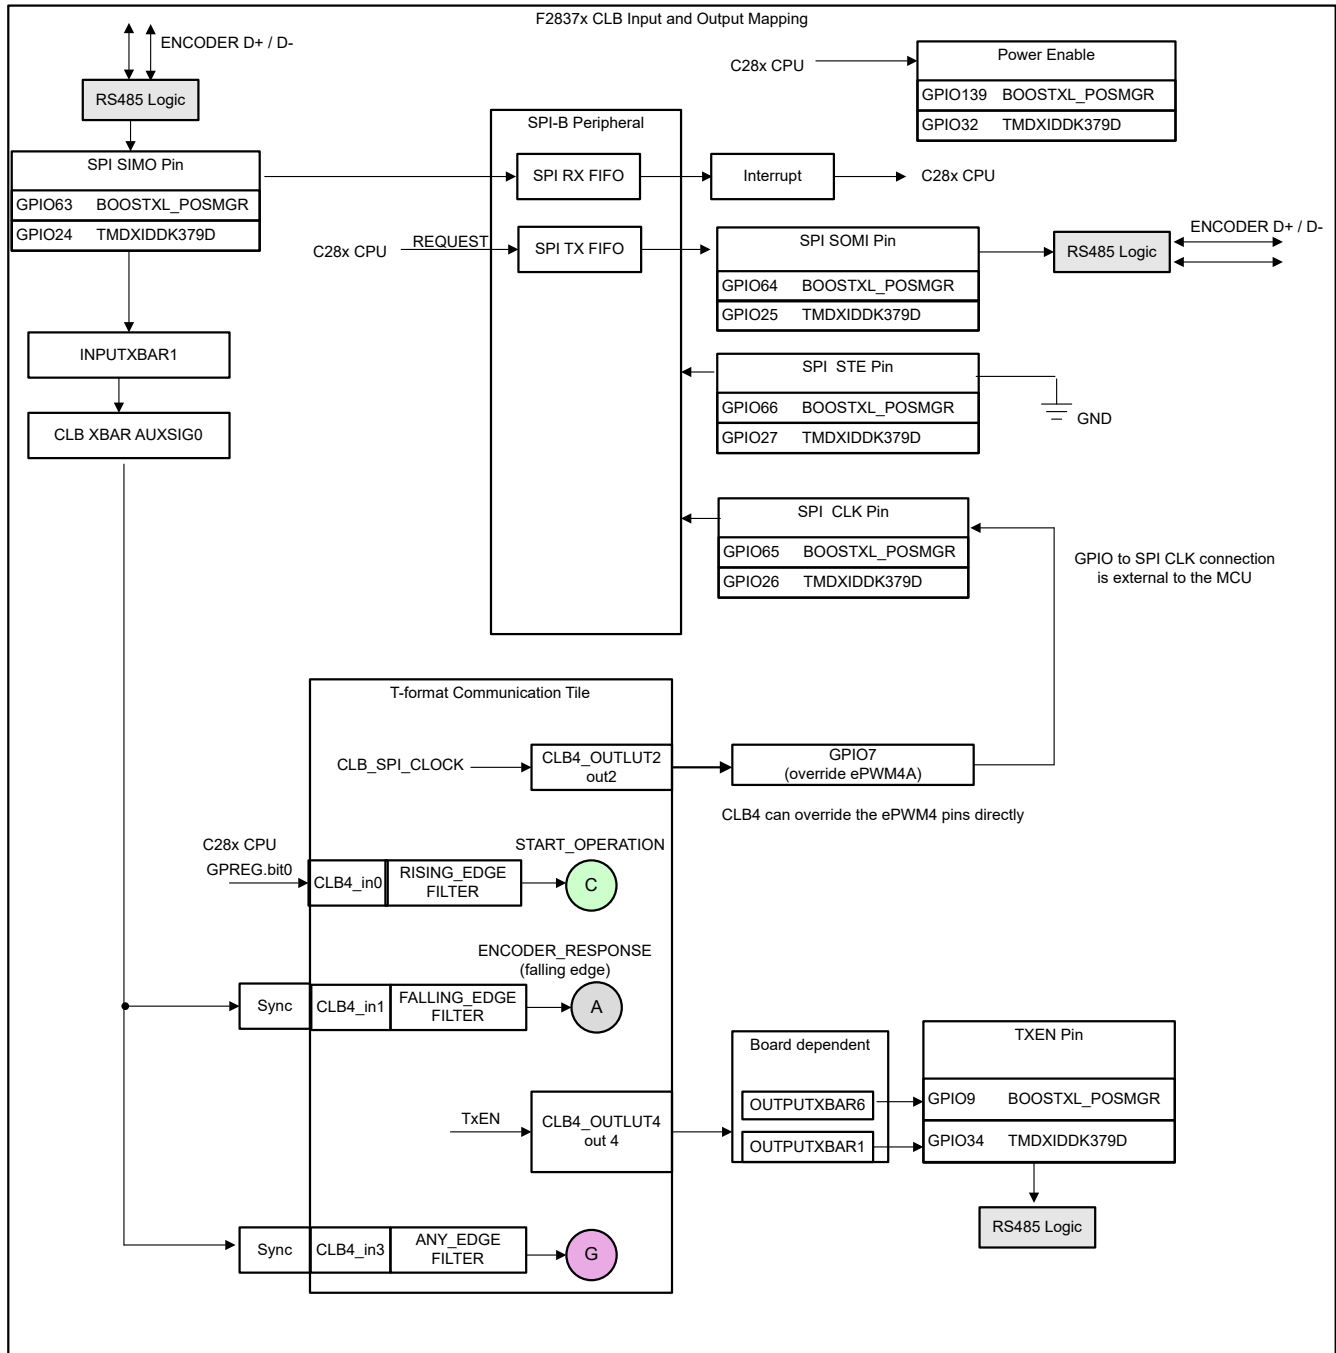 F2837x CLB Input and Output Mapping
ENCODER D+ / D-
RS485 Logic
SPI SIMO Pin
GPIO63 BOOSTXL_POSMGR
GPIO24 TMDXIDDK379D
INPUTXBAR1
CLB XBAR AUXSIG0
C28x CPU
Power Enable
GPIO139 BOOSTXL_POSMGR
GPIO32 TMDXIDDK379D
SPI-B Peripheral
SPI RX FIFO
Interrupt
C28x CPU
C28x CPU
REQUEST
SPI TX FIFO
SPI SOMI Pin
GPIO64 BOOSTXL_POSMGR
GPIO25 TMDXIDDK379D
RS485 Logic
ENCODER D+ / D-
SPI STE Pin
GPIO66 BOOSTXL_POSMGR
GPIO27 TMDXIDDK379D
GND
SPI CLK Pin
GPIO65 BOOSTXL_POSMGR
GPIO26 TMDXIDDK379D
GPIO to SPI CLK connection
is external to the MCU
T-format Communication Tile
CLB_SPI_CLOCK
CLB4_OUTLUT2
out2
GPIO7
(override ePWM4A)
CLB4 can override the ePWM4 pins directly
C28x CPU
GPREG.bit0
CLB4_in0
RISING_EDGE
FILTER
START_OPERATION
C
ENCODER_RESPONSE
(falling edge)
Sync
CLB4_in1
FALLING_EDGE
FILTER
A
TxEN
CLB4_OUTLUT4
out 4
Board dependent
OUTPUTXBAR6
OUTPUTXBAR1
TXEN Pin
GPIO9 BOOSTXL_POSMGR
GPIO34 TMDXIDDK379D
RS485 Logic
Sync
CLB4_in3
ANY_EDGE
FILTER
G